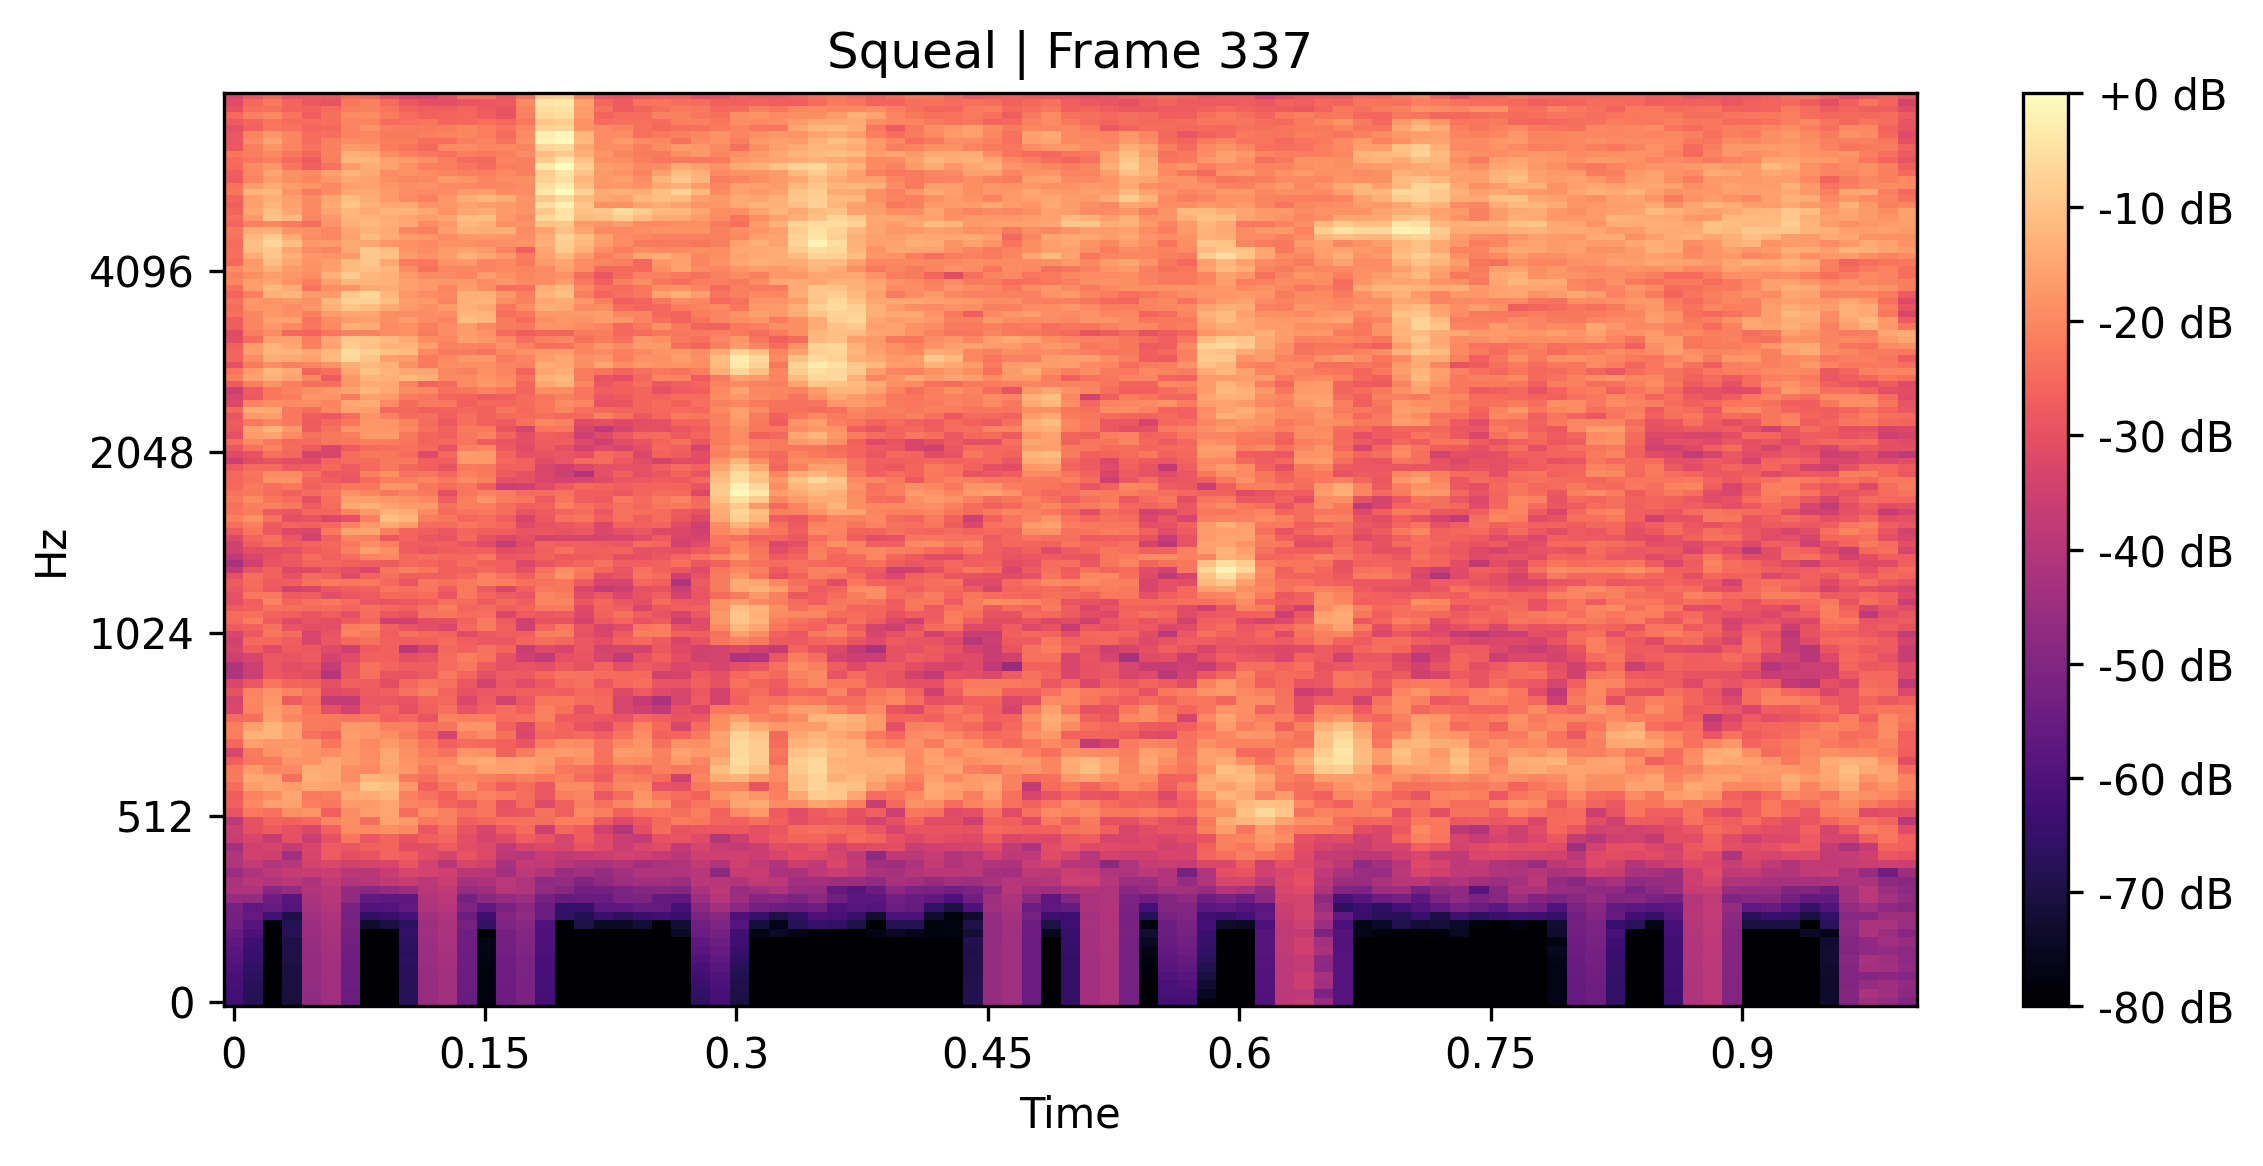 Squeal | Frame 337
+0 dB
-10 dB
-20 dB
-30 dB
-40 dB
-50 dB
-60 dB
-70 dB
-80 dB
Hz
4096
2048
1024
512
0
0 0.15 0.3 0.45 0.6 0.75 0.9
Time